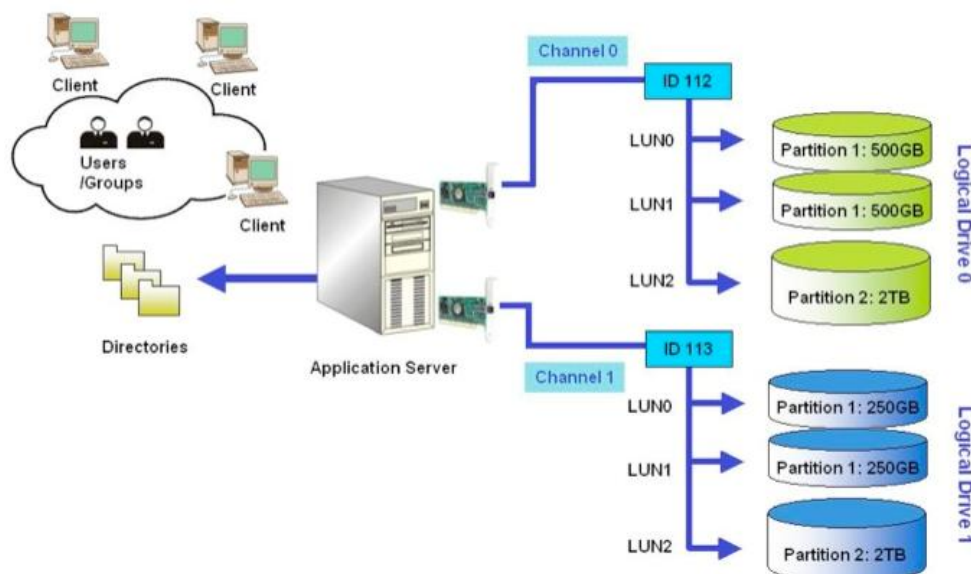 Client
Client
Users
/Groups
Client
Directories
Application Server
Channel 0
ID 112
LUN0
Partition 1: 500GB
LUN1
Partition 1: 500GB
LUN2
Partition 2: 2TB
Logical Drive 0
Channel 1
ID 113
LUN0
Partition 1: 250GB
LUN1
Partition 1: 250GB
LUN2
Partition 2: 2TB
Logical Drive 1